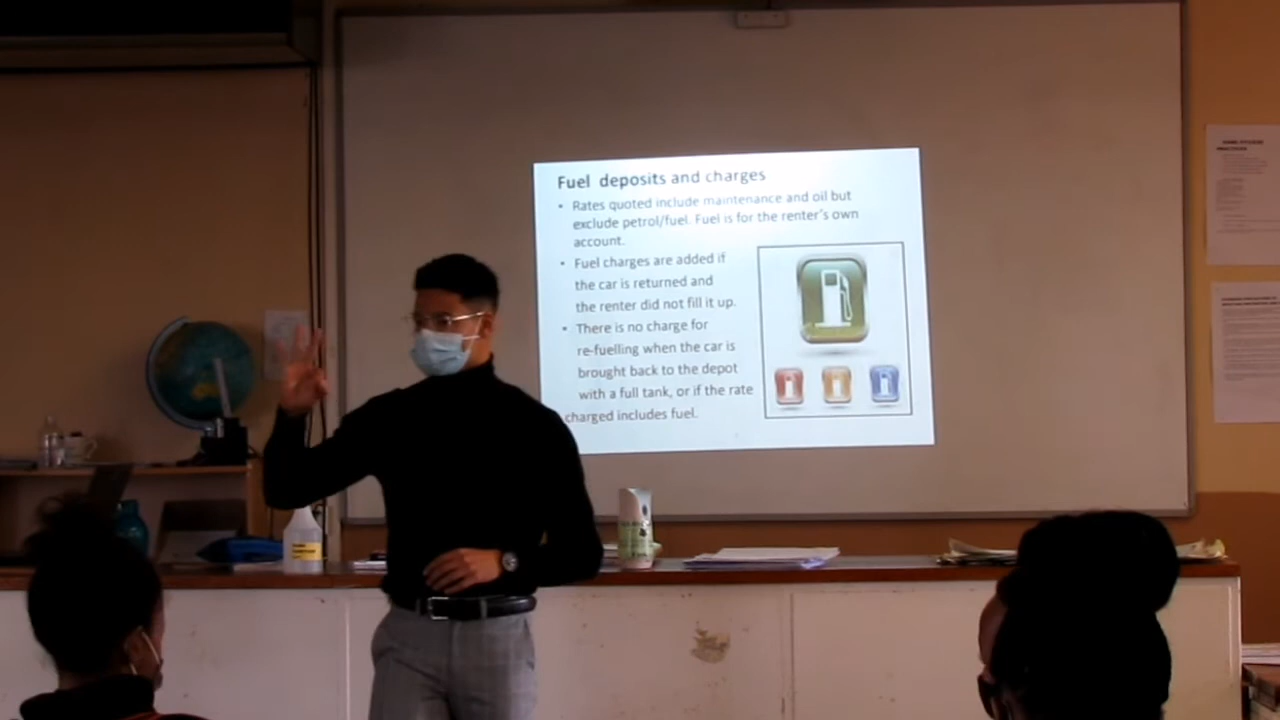 Fuel deposits and charges
• Rates quoted include maintenance and oil but
exclude petrol/fuel. Fuel is for the renter's own
account.
• Fuel charges are added if
the car is returned and
the renter did not fill it up.
• There is no charge for
re-fuelling when the car is
brought back to the depot
with a full tank, or if the rate
charged includes fuel.